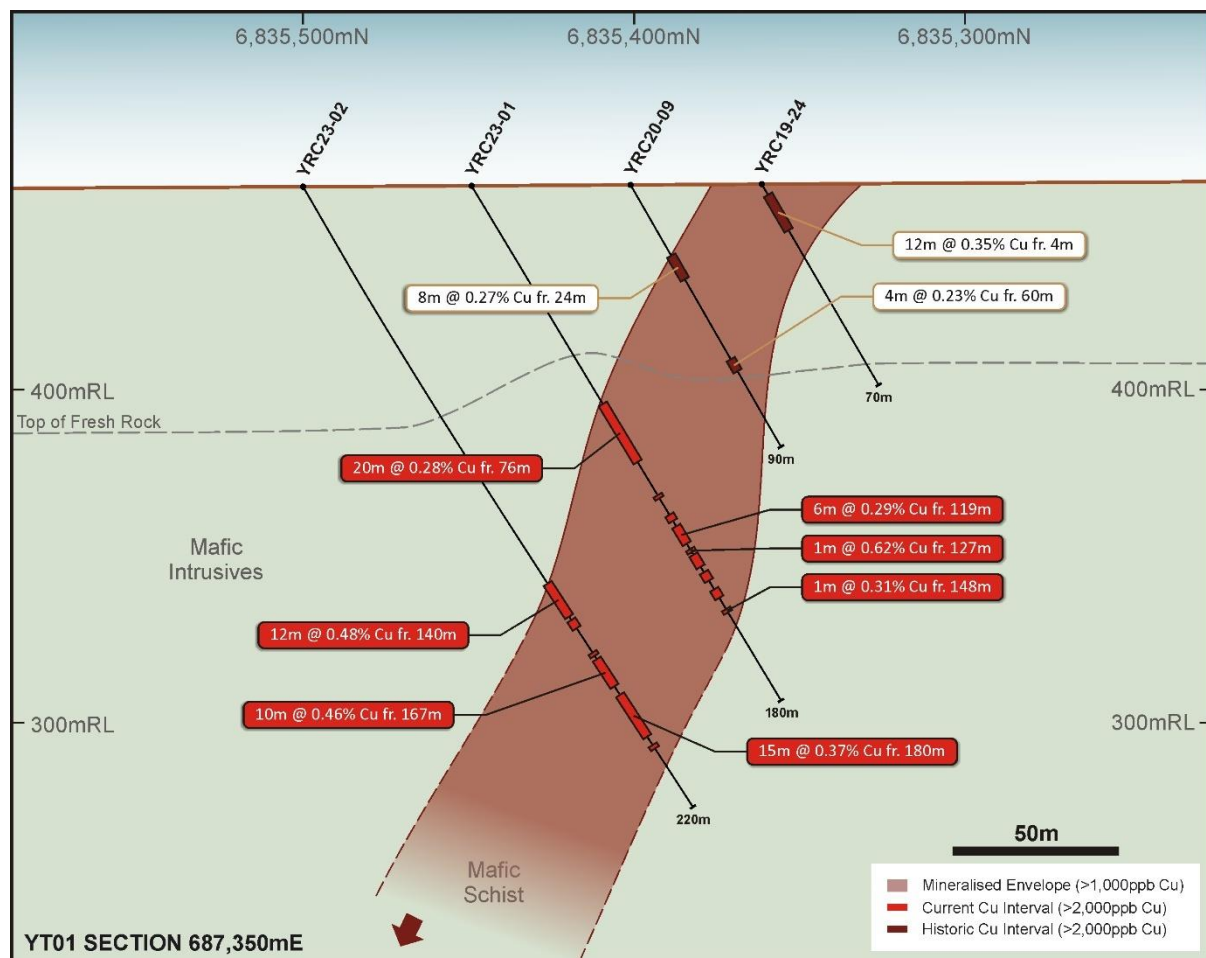 6,835,500mN
6,835,400mN
6,835,300mN
YRC23-02
YRC23-01
YRC20-09
YRC19-24
12m @ 0.35% Cu fr. 4m
8m @ 0.27% Cu fr. 24m
4m @ 0.23% Cu fr. 60m
400mRL
400mRL
70m
Top of Fresh Rock
90m
20m @ 0.28% Cu fr. 76m
6m @ 0.29% Cu fr. 119m
Mafic
Intrusives
1m @ 0.62% Cu fr. 127m
1m @ 0.31% Cu fr. 148m
12m @ 0.48% Cu fr. 140m
180m
10m @ 0.46% Cu fr. 167m
300mRL
300mRL
15m @ 0.37% Cu fr. 180m
220m
50m
Mafic
Schist
Mineralised Envelope (>1,000ppb Cu)
Current Cu Interval (>2,000ppb Cu)
Historic Cu Interval (>2,000ppb Cu)
YT01 SECTION 687,350mE